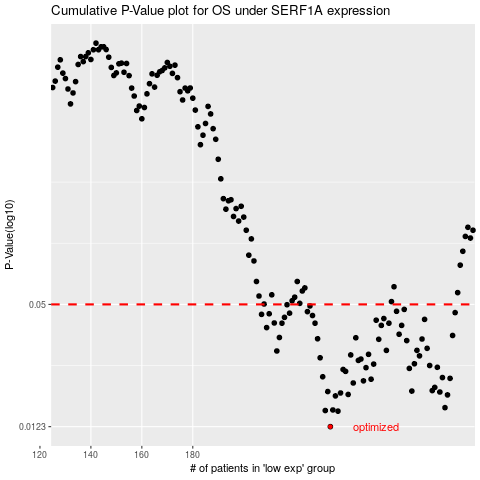 Cumulative P-Value plot for OS under SERF1A expression
P-Value(log10)
0.05
0.0123
optimized
120 140 160 180
# of patients in 'low exp' group